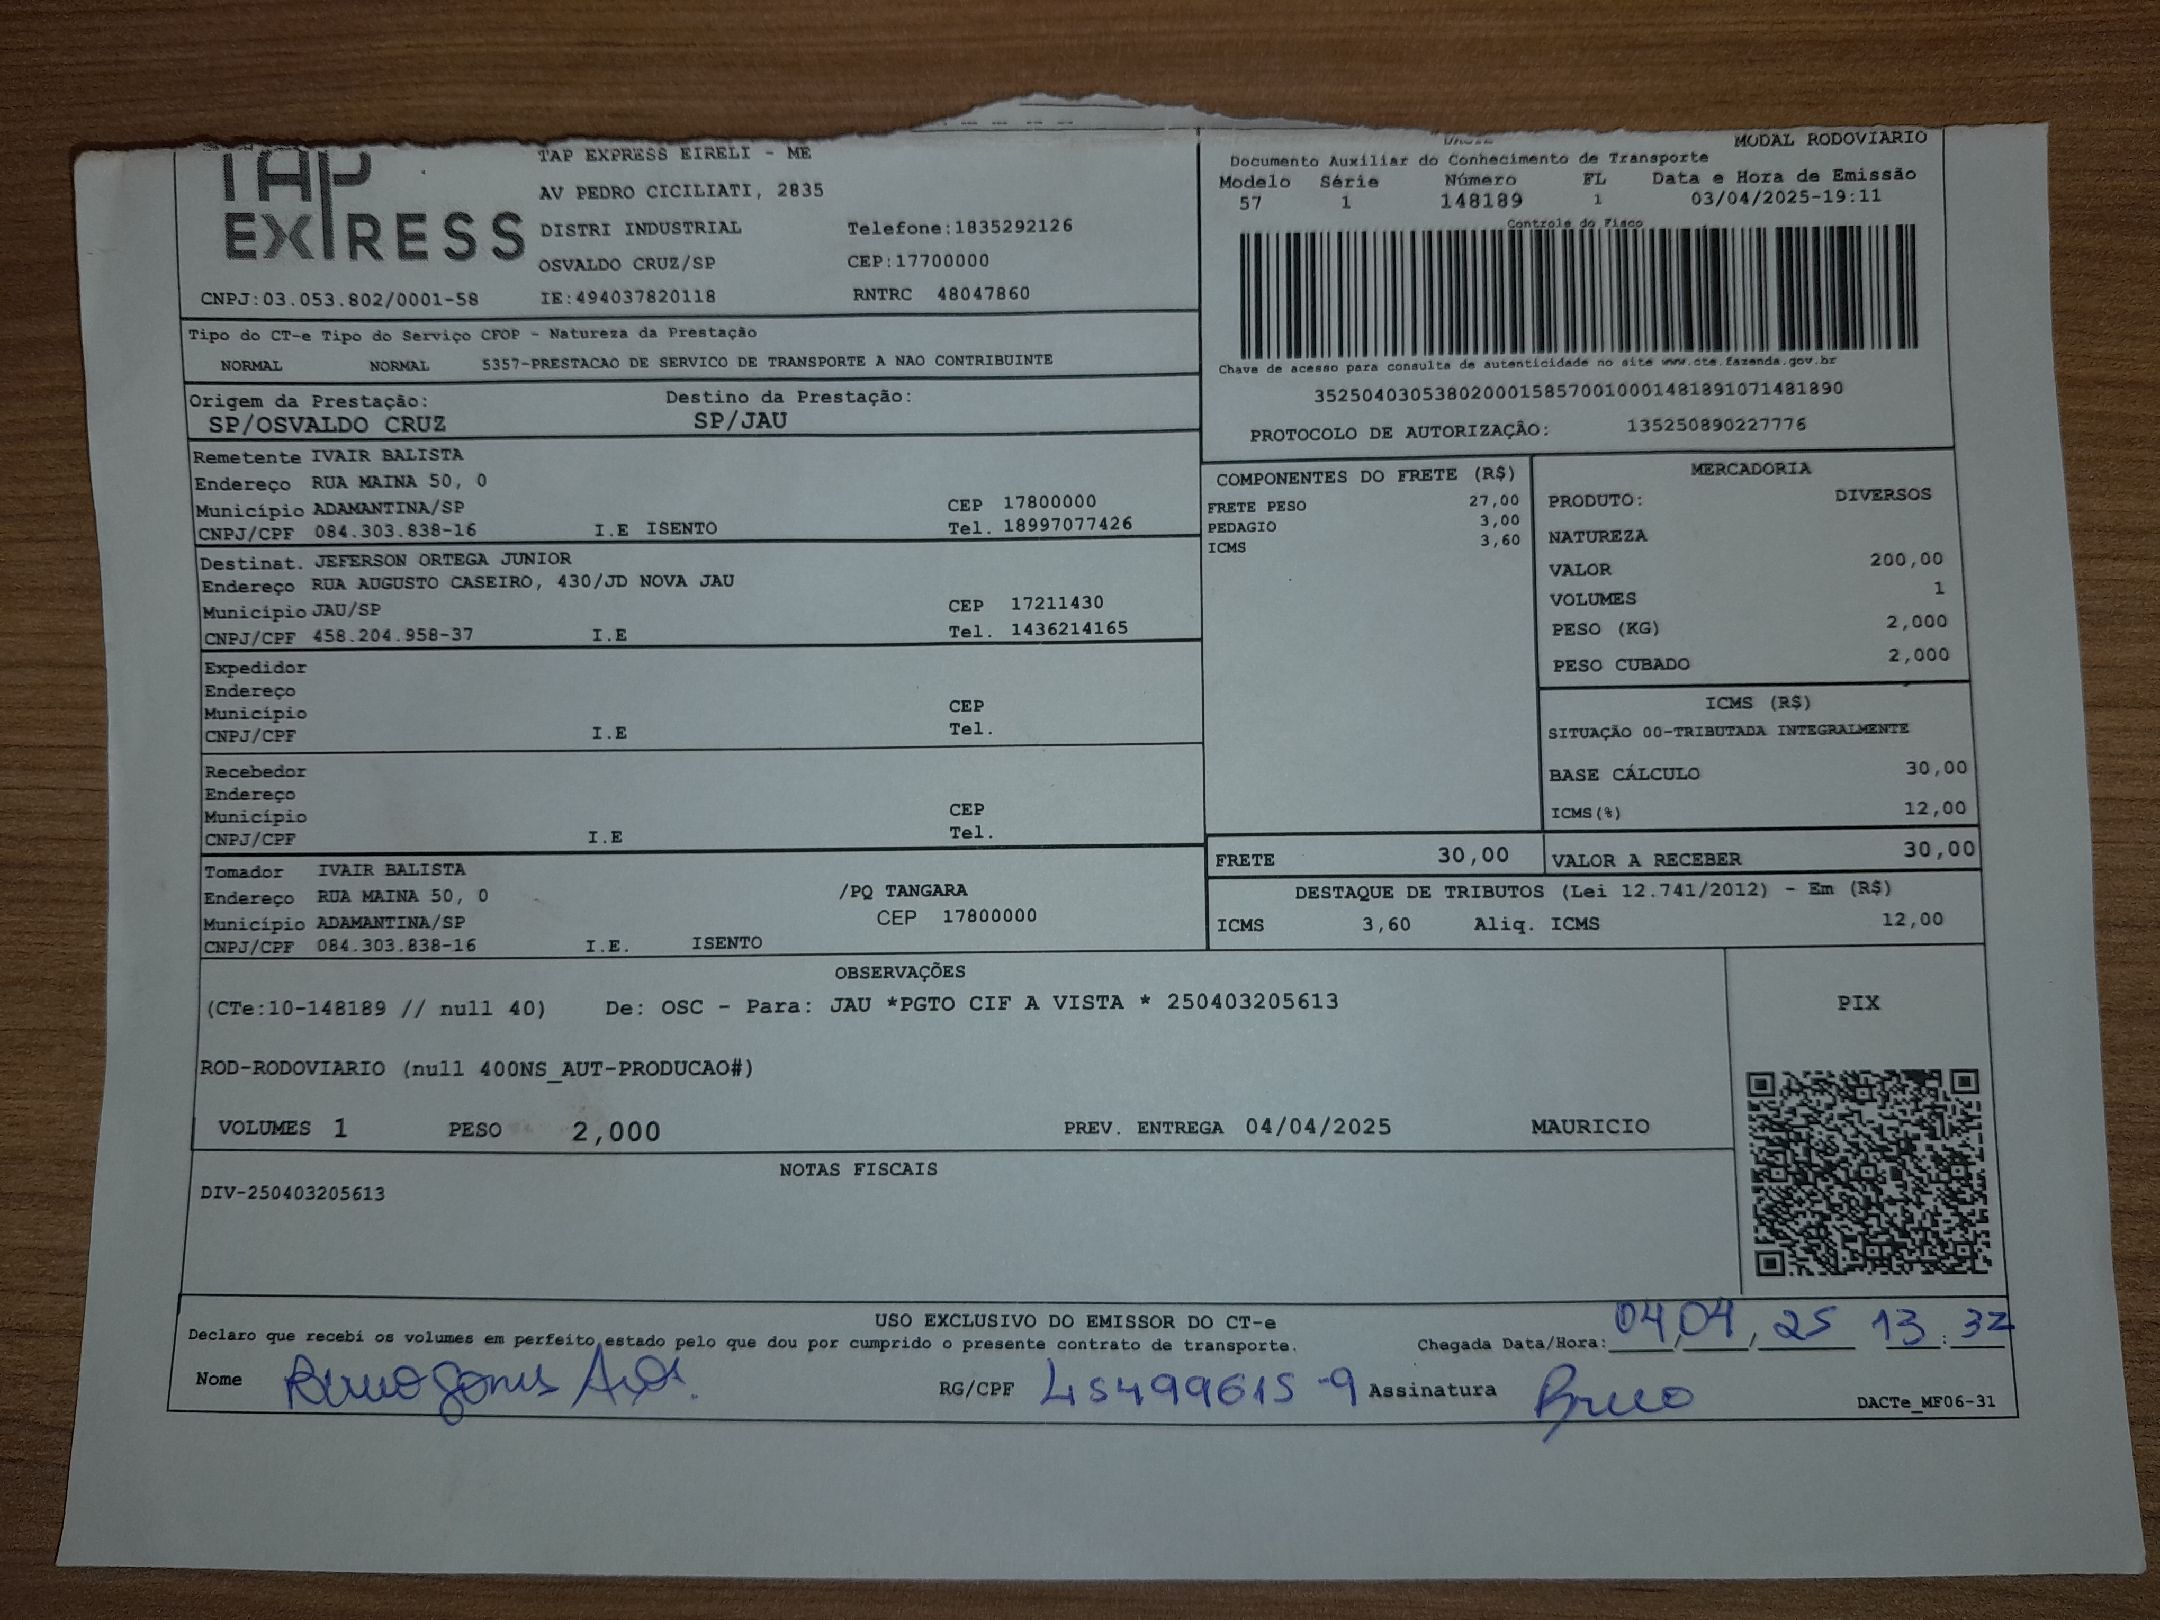 TAP EXPRESS
TAP EXPRESS EIRELI - ME
AV PEDRO CICILIATI, 2835
DISTRI INDUSTRIAL Telefone:1835292126
OSVALDO CRUZ/SP CEP:17700000
CNPJ:03.053.802/0001-58 IE:494037820118 RNTRC 48047860
MODAL RODOVIARIO
Documento Auxiliar do Conhecimento de Transporte
Modelo Série Número FL Data e Hora de Emissão
57 1 148189 1 03/04/2025-19:11
Controle do Fisco
Chave de acesso para consulta de autenticidade no site www.cte.fazenda.gov.br
35250403053802000158570010001481891071481890
PROTOCOLO DE AUTORIZAÇÃO: 135250890227776
Tipo do CT-e Tipo do Serviço CFOP - Natureza da Prestação
NORMAL NORMAL 5357-PRESTACAO DE SERVICO DE TRANSPORTE A NAO CONTRIBUINTE
Origem da Prestação: Destino da Prestação:
SP/OSVALDO CRUZ SP/JAU
Remetente IVAIR BALISTA
Endereço RUA MAINA 50, 0
Município ADAMANTINA/SP CEP 17800000
CNPJ/CPF 084.303.838-16 I.E ISENTO Tel. 18997077426
Destinat. JEFERSON ORTEGA JUNIOR
Endereço RUA AUGUSTO CASEIRO, 430/JD NOVA JAU
Município JAU/SP CEP 17211430
CNPJ/CPF 458.204.958-37 I.E Tel. 1436214165
Expedidor
Endereço
Município CEP
CNPJ/CPF I.E Tel.
Recebedor
Endereço
Município CEP
CNPJ/CPF I.E Tel.
Tomador IVAIR BALISTA
Endereço RUA MAINA 50, 0 /PQ TANGARA
Município ADAMANTINA/SP CEP 17800000
CNPJ/CPF 084.303.838-16 I.E. ISENTO
COMPONENTES DO FRETE (R$)
FRETE PESO 27,00
PEDAGIO 3,00
ICMS 3,60
MERCADORIA
PRODUTO: DIVERSOS
NATUREZA
VALOR 200,00
VOLUMES 1
PESO (KG) 2,000
PESO CUBADO 2,000
ICMS (R$)
SITUAÇÃO 00-TRIBUTADA INTEGRALMENTE
BASE CÁLCULO 30,00
ICMS(%) 12,00
FRETE 30,00 VALOR A RECEBER 30,00
DESTAQUE DE TRIBUTOS (Lei 12.741/2012) - Em (R$)
ICMS 3,60 Aliq. ICMS 12,00
OBSERVAÇÕES
(CTe:10-148189 // null 40) De: OSC - Para: JAU *PGTO CIF A VISTA * 250403205613
ROD-RODOVIARIO (null 400NS_AUT-PRODUCAO#)
VOLUMES 1 PESO 2,000 PREV. ENTREGA 04/04/2025 MAURICIO
PIX
NOTAS FISCAIS
DIV-250403205613
USO EXCLUSIVO DO EMISSOR DO CT-e
Declaro que recebi os volumes em perfeito estado pelo que dou por cumprido o presente contrato de transporte. Chegada Data/Hora: 04/04/25 13:32
Nome RG/CPF 45499615-9 Assinatura Bruno
DACTe_MF06-31